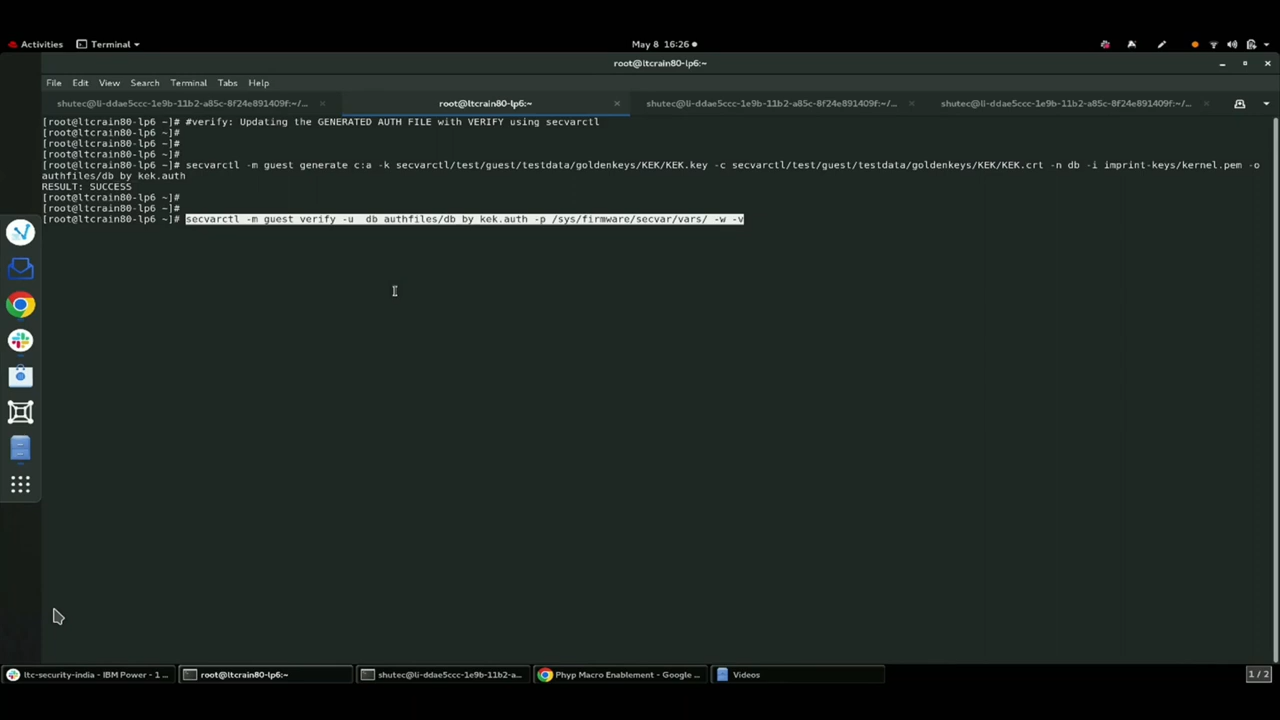 Activities
Terminal
May 8 16:26
root@ltcrain80-lp6:~
File Edit View Search Terminal Tabs Help
shutec@li-ddae5ccc-1e9b-11b2-a85c-8f24e891409f:~/...
root@ltcrain80-lp6:~
shutec@li-ddae5ccc-1e9b-11b2-a85c-8f24e891409f:~/...
shutec@li-ddae5ccc-1e9b-11b2-a85c-8f24e891409f:~/...
[root@ltcrain80-lp6 ~]# #verify: Updating the GENERATED AUTH FILE with VERIFY using secvarctl
[root@ltcrain80-lp6 ~]#
[root@ltcrain80-lp6 ~]#
[root@ltcrain80-lp6 ~]#
[root@ltcrain80-lp6 ~]# secvarctl -m guest generate c:a -k secvarctl/test/guest/testdata/goldenkeys/KEK/KEK.key -c secvarctl/test/guest/testdata/goldenkeys/KEK/KEK.crt -n db -i imprint-keys/kernel.pem -o
authfiles/db_by_kek.auth
RESULT: SUCCESS
[root@ltcrain80-lp6 ~]#
[root@ltcrain80-lp6 ~]#
[root@ltcrain80-lp6 ~]# secvarctl -m guest verify -u  db authfiles/db_by_kek.auth -p /sys/firmware/secvar/vars/ -w -v
ltc-security-india - IBM Power - 1 ...
root@ltcrain80-lp6:~
shutec@li-ddae5ccc-1e9b-11b2-a...
Phyp Macro Enablement - Google ...
Videos
1 / 2